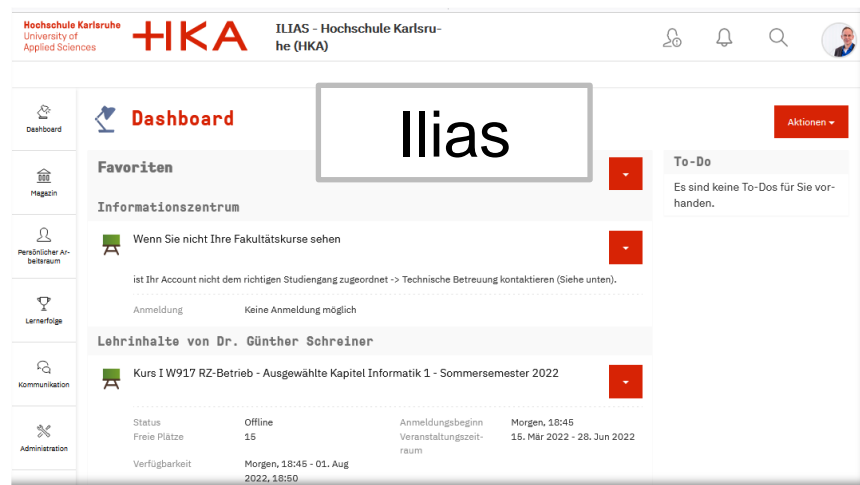 Hochschule Karlsruhe
University of
Applied Sciences
HKA
ILIAS - Hochschule Karlsru-
he (HKA)
Ilias
Dashboard
Magazin
Persönlicher Ar-
beitsraum
Lernerfolge
Kommunikation
Administration
Dashboard
Aktionen
Favoriten
Informationszentrum
Wenn Sie nicht Ihre Fakultätskurse sehen
ist Ihr Account nicht dem richtigen Studiengang zugeordnet -> Technische Betreuung kontaktieren (Siehe unten).
Anmeldung Keine Anmeldung möglich
Lehrinhalte von Dr. Günther Schreiner
Kurs I W917 RZ-Betrieb - Ausgewählte Kapitel Informatik 1 - Sommersemester 2022
Status Offline Anmeldungsbeginn Morgen, 18:45
Freie Plätze 15 Veranstaltungszeit- 15. Mär 2022 - 28. Jun 2022
raum
Verfügbarkeit Morgen, 18:45 - 01. Aug
2022, 18:50
To-Do
Es sind keine To-Dos für Sie vor-
handen.